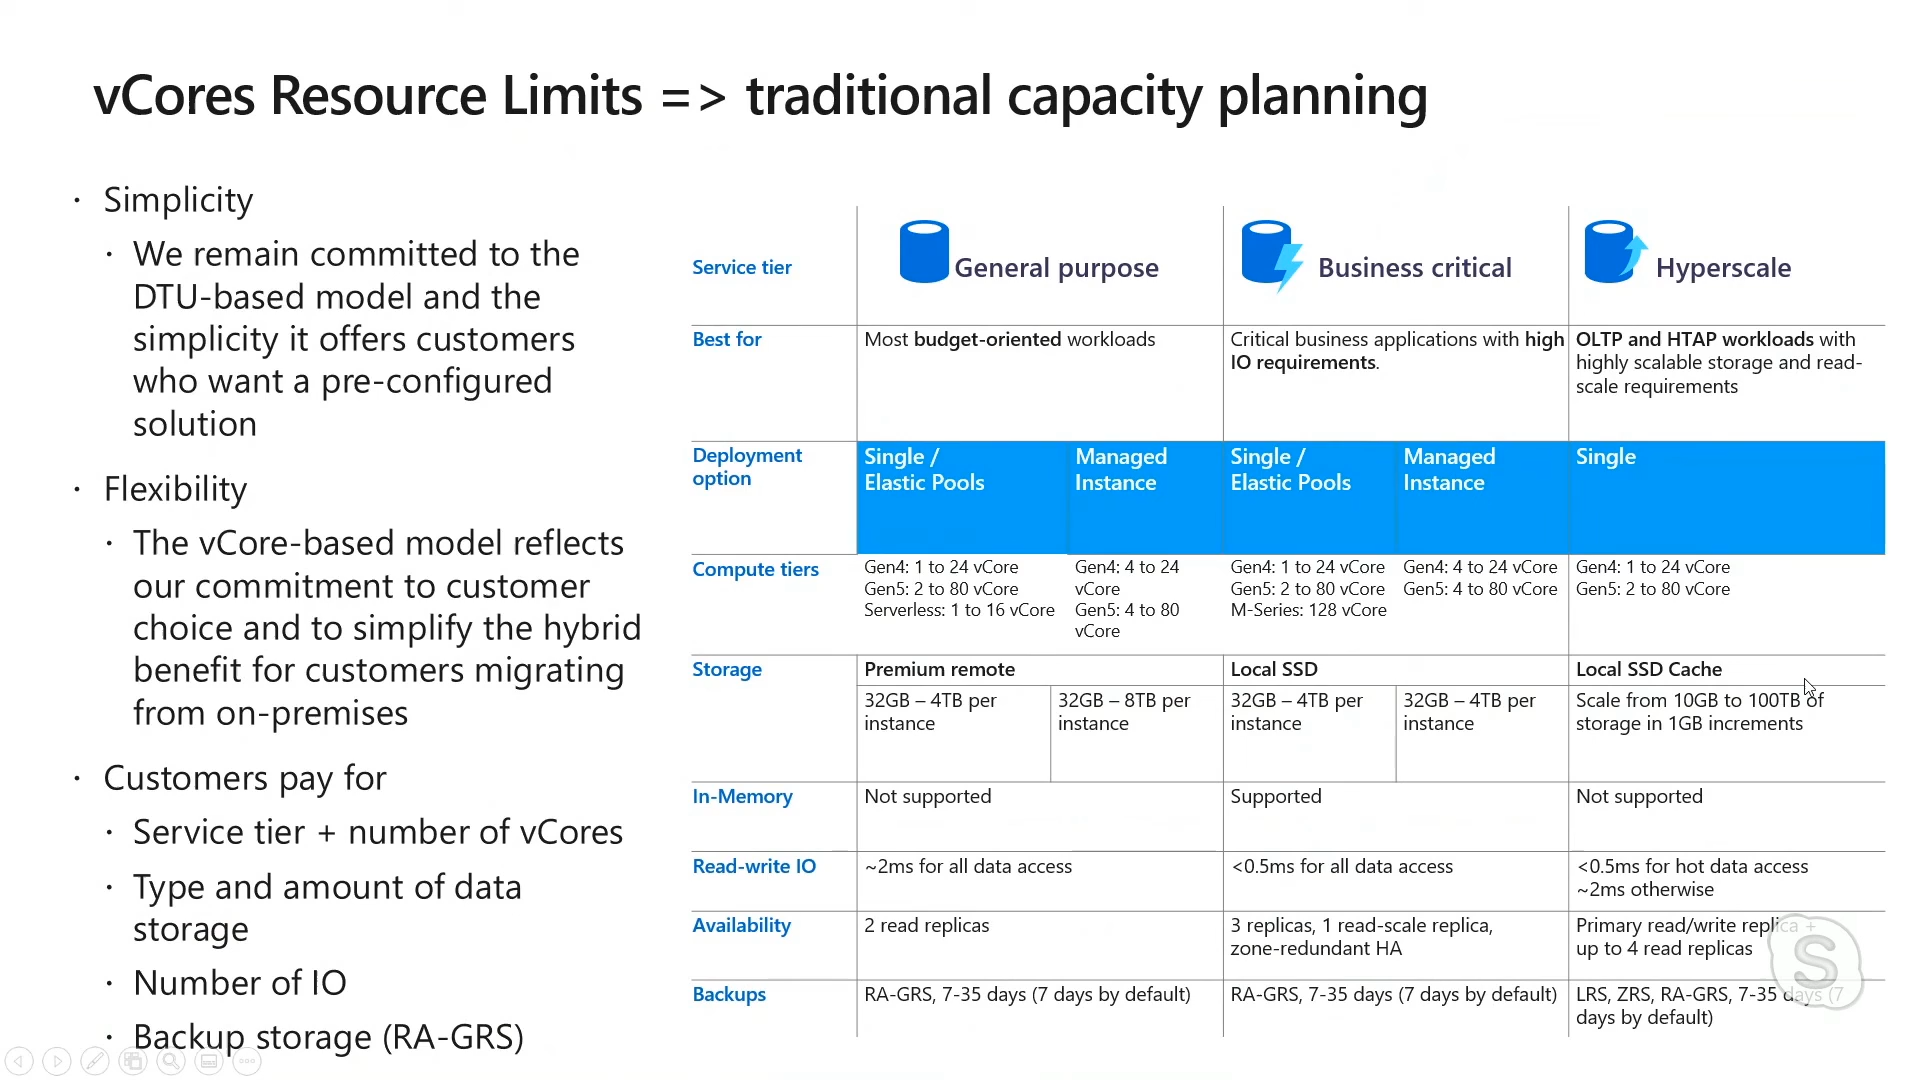 vCores Resource Limits => traditional capacity planning
· Simplicity
· We remain committed to the
DTU-based model and the
simplicity it offers customers
who want a pre-configured
solution
· Flexibility
· The vCore-based model reflects
our commitment to customer
choice and to simplify the hybrid
benefit for customers migrating
from on-premises
· Customers pay for
· Service tier + number of vCores
· Type and amount of data
storage
· Number of IO
· Backup storage (RA-GRS)
Service tier
General purpose
Business critical
Hyperscale
Best for
Most budget-oriented workloads
Critical business applications with high
IO requirements.
OLTP and HTAP workloads with
highly scalable storage and read-
scale requirements
Deployment
option
Single /
Elastic Pools
Managed
Instance
Single /
Elastic Pools
Managed
Instance
Single
Compute tiers
Gen4: 1 to 24 vCore
Gen5: 2 to 80 vCore
Serverless: 1 to 16 vCore
Gen4: 4 to 24
vCore
Gen5: 4 to 80
vCore
Gen4: 1 to 24 vCore
Gen5: 2 to 80 vCore
M-Series: 128 vCore
Gen4: 4 to 24 vCore
Gen5: 4 to 80 vCore
Gen4: 1 to 24 vCore
Gen5: 2 to 80 vCore
Storage
Premium remote
Local SSD
Local SSD Cache
32GB – 4TB per
instance
32GB – 8TB per
instance
32GB – 4TB per
instance
32GB – 4TB per
instance
Scale from 10GB to 100TB of
storage in 1GB increments
In-Memory
Not supported
Supported
Not supported
Read-write IO
~2ms for all data access
<0.5ms for all data access
<0.5ms for hot data access
~2ms otherwise
Availability
2 read replicas
3 replicas, 1 read-scale replica,
zone-redundant HA
Primary read/write replica +
up to 4 read replicas
Backups
RA-GRS, 7-35 days (7 days by default)
RA-GRS, 7-35 days (7 days by default)
LRS, ZRS, RA-GRS, 7-35 days (7
days by default)
S